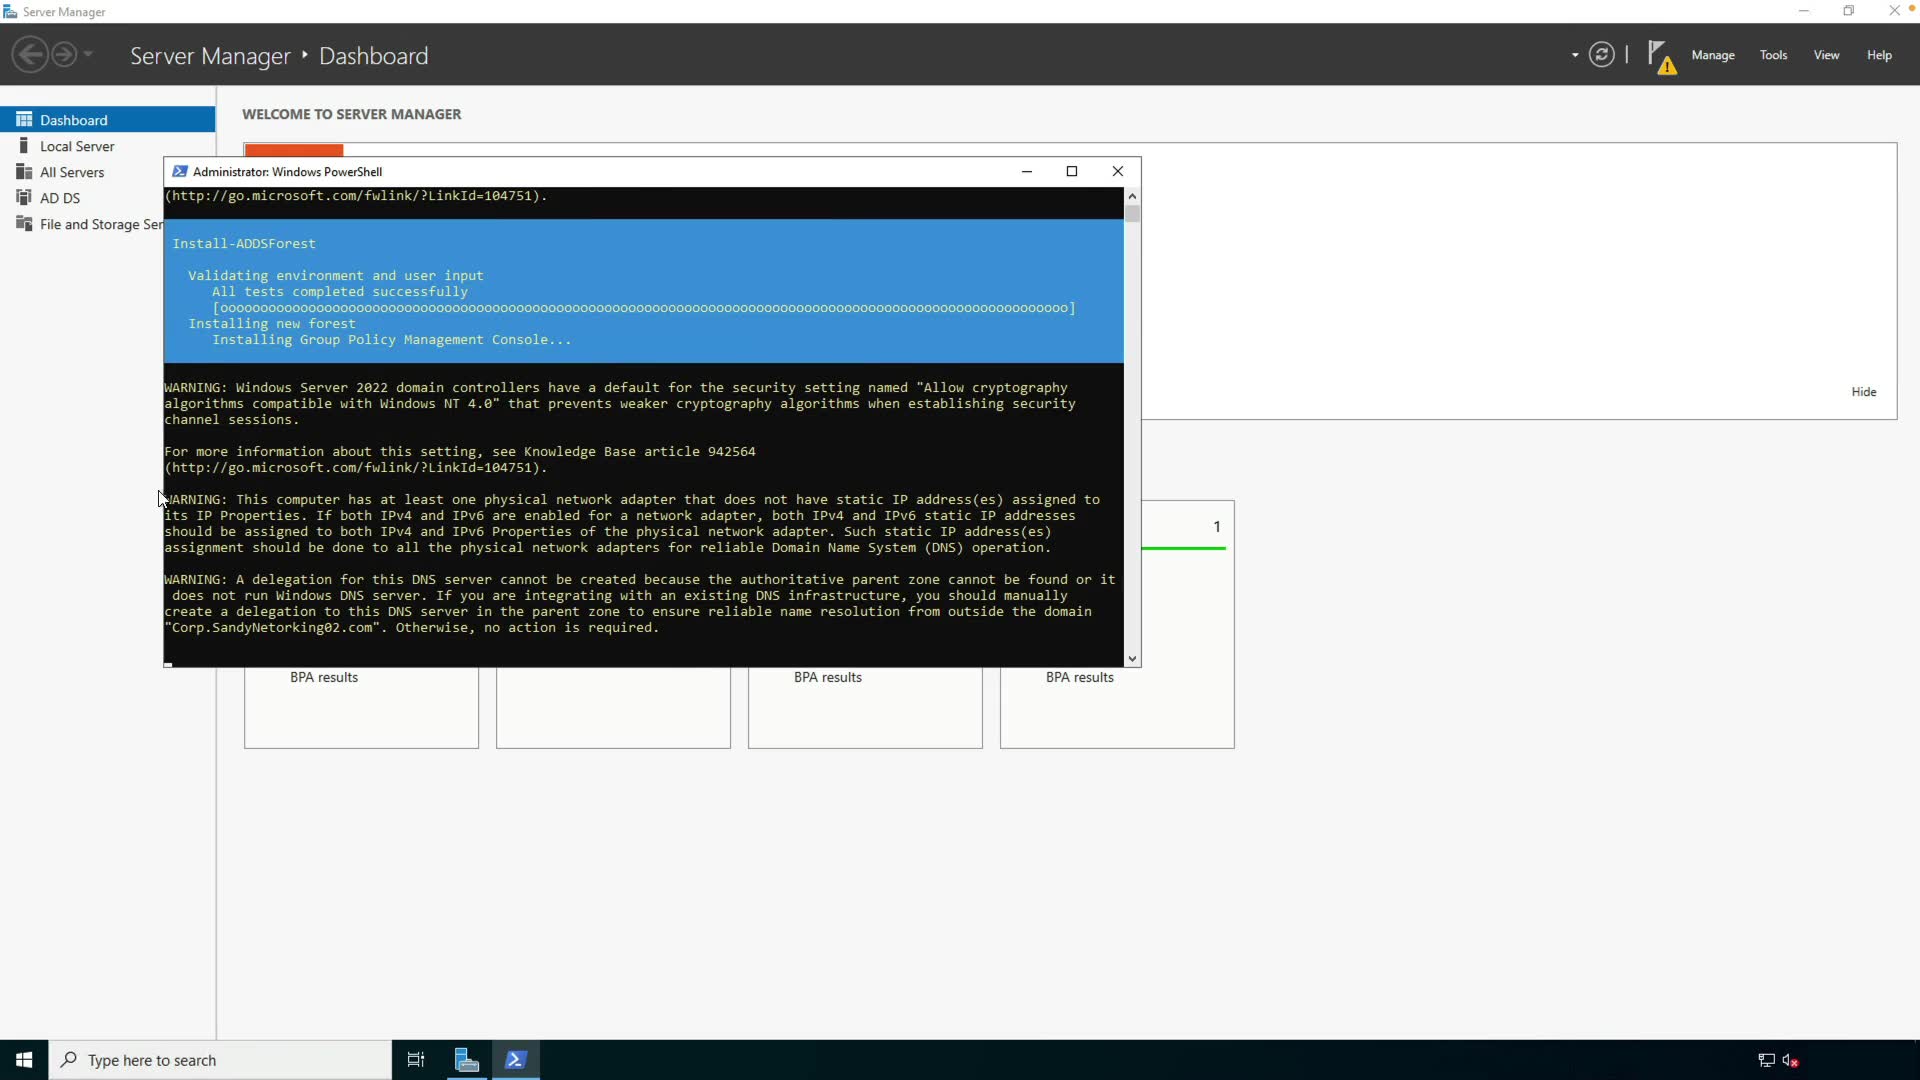 Server Manager
Server Manager ‣ Dashboard
Manage
Tools
View
Help
Dashboard
Local Server
All Servers
AD DS
File and Storage Ser
WELCOME TO SERVER MANAGER
Administrator: Windows PowerShell
(http://go.microsoft.com/fwlink/?LinkId=104751).
Install-ADDSForest
Validating environment and user input
All tests completed successfully
[oooooooooooooooooooooooooooooooooooooooooooooooooooooooooooooooooooooooooooooooooooooooooooooooooooooooooo]
Installing new forest
Installing Group Policy Management Console...
WARNING: Windows Server 2022 domain controllers have a default for the security setting named "Allow cryptography
algorithms compatible with Windows NT 4.0" that prevents weaker cryptography algorithms when establishing security
channel sessions.
For more information about this setting, see Knowledge Base article 942564
(http://go.microsoft.com/fwlink/?LinkId=104751).
WARNING: This computer has at least one physical network adapter that does not have static IP address(es) assigned to
its IP Properties. If both IPv4 and IPv6 are enabled for a network adapter, both IPv4 and IPv6 static IP addresses
should be assigned to both IPv4 and IPv6 Properties of the physical network adapter. Such static IP address(es)
assignment should be done to all the physical network adapters for reliable Domain Name System (DNS) operation.
WARNING: A delegation for this DNS server cannot be created because the authoritative parent zone cannot be found or it
does not run Windows DNS server. If you are integrating with an existing DNS infrastructure, you should manually
create a delegation to this DNS server in the parent zone to ensure reliable name resolution from outside the domain
"Corp.SandyNetorking02.com". Otherwise, no action is required.
Hide
1
BPA results
BPA results
BPA results
Type here to search